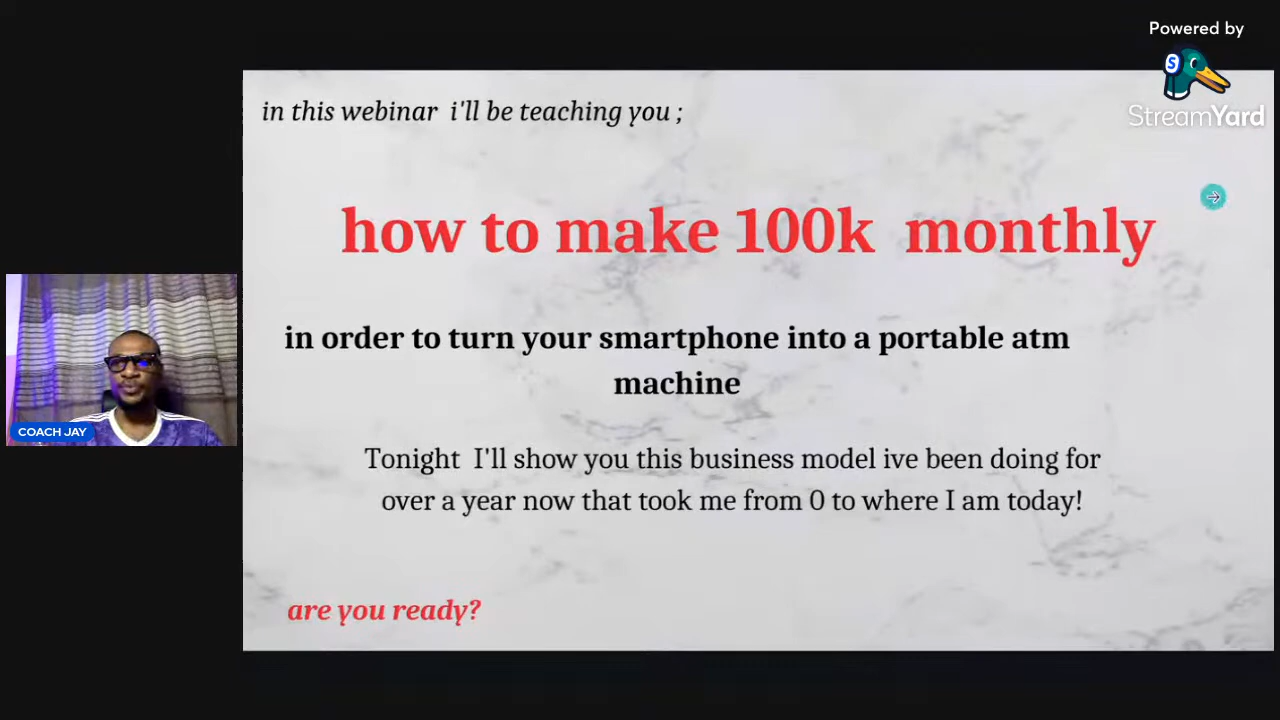 Powered by
StreamYard
in this webinar i'll be teaching you ;
how to make 100k monthly
in order to turn your smartphone into a portable atm
machine
Tonight I'll show you this business model ive been doing for
over a year now that took me from 0 to where I am today!
are you ready?
COACH JAY